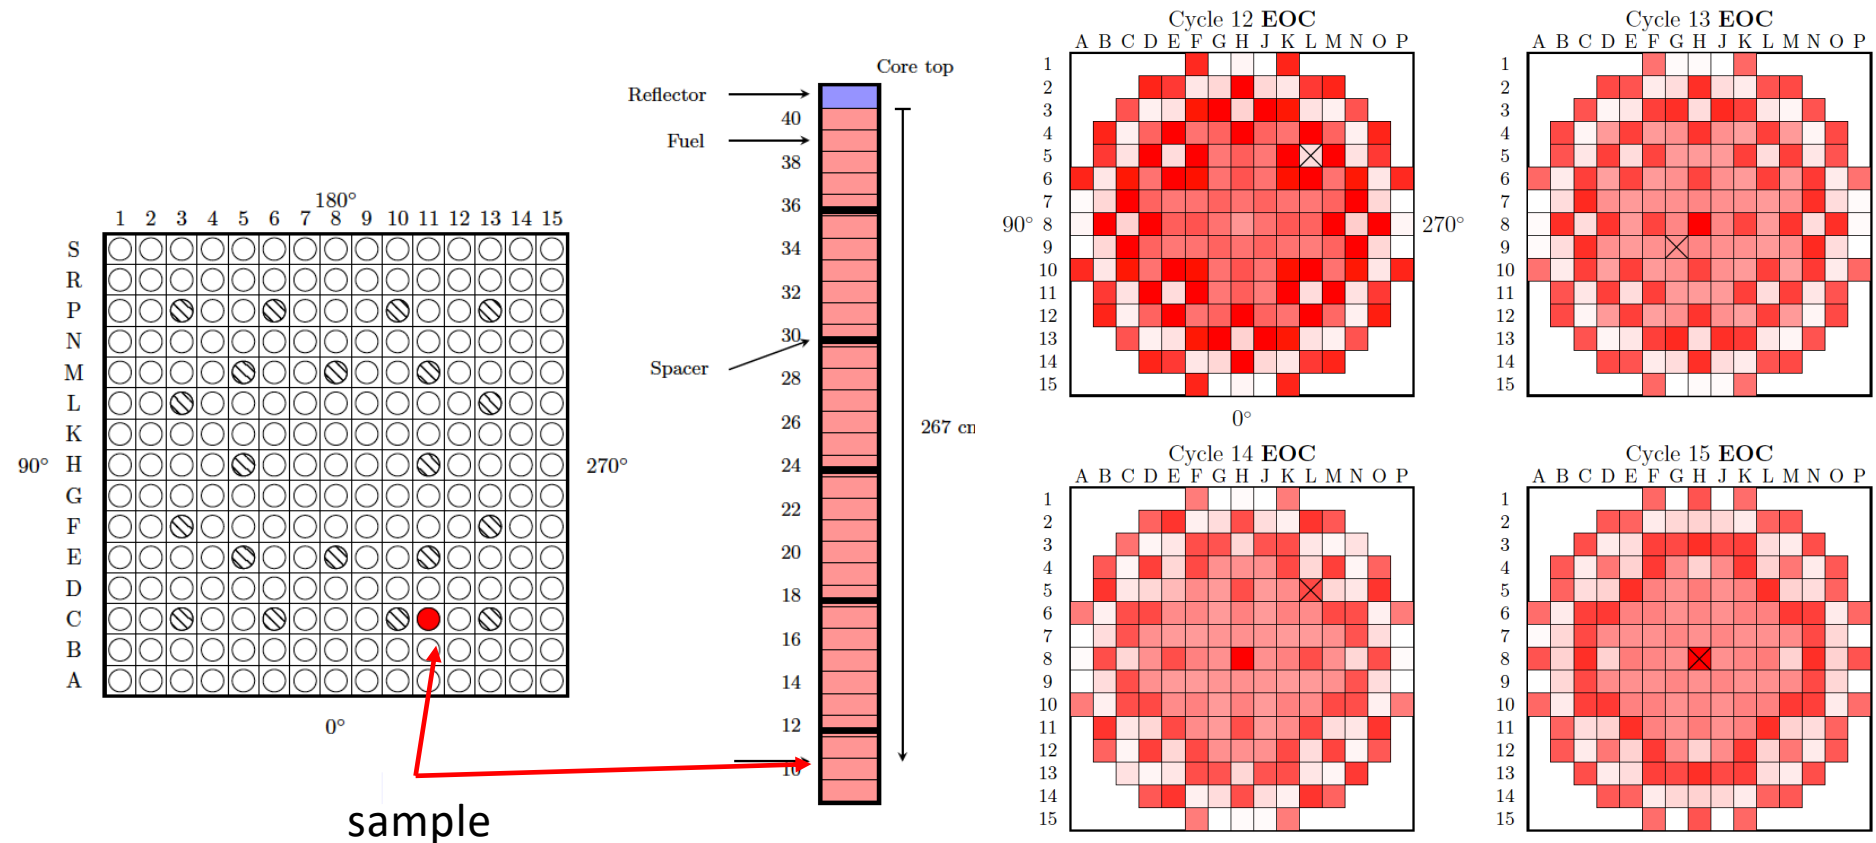 180°
1 2 3 4 5 6 7 8 9 10 11 12 13 14 15
S
R
P
N
M
L
K
90° H 270°
G
F
E
D
C
B
A
0°
sample
Core top
Reflector
Fuel
Spacer
40
38
36
34
32
30
28
26
24
22
20
18
16
14
12
10
267 cm
Cycle 12 EOC
A B C D E F G H J K L M N O P
1
2
3
4
5
6
7
90° 8 270°
9
10
11
12
13
14
15
0°
Cycle 13 EOC
A B C D E F G H J K L M N O P
1
2
3
4
5
6
7
8
9
10
11
12
13
14
15
Cycle 14 EOC
A B C D E F G H J K L M N O P
1
2
3
4
5
6
7
8
9
10
11
12
13
14
15
Cycle 15 EOC
A B C D E F G H J K L M N O P
1
2
3
4
5
6
7
8
9
10
11
12
13
14
15